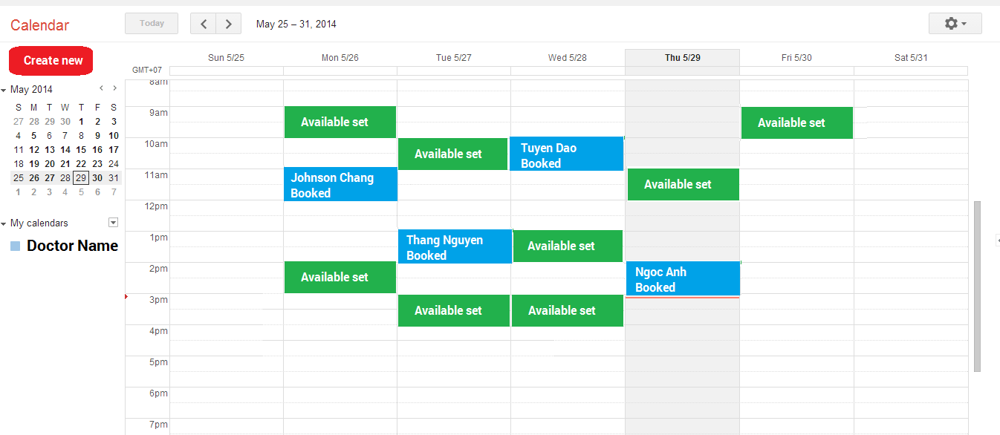 Calendar
Today
May 25 – 31, 2014
Create new
Sun 5/25
Mon 5/26
Tue 5/27
Wed 5/28
Thu 5/29
Fri 5/30
Sat 5/31
GMT+07
May 2014
S M T W T F S
27 28 29 30 1 2 3
4 5 6 7 8 9 10
11 12 13 14 15 16 17
18 19 20 21 22 23 24
25 26 27 28 29 30 31
1 2 3 4 5 6 7
My calendars
Doctor Name
8am
9am
Available set
Available set
10am
Available set
Tuyen Dao
Booked
11am
Johnson Chang
Booked
Available set
12pm
1pm
Thang Nguyen
Booked
Available set
2pm
Available set
Ngoc Anh
Booked
3pm
Available set
Available set
4pm
5pm
6pm
7pm